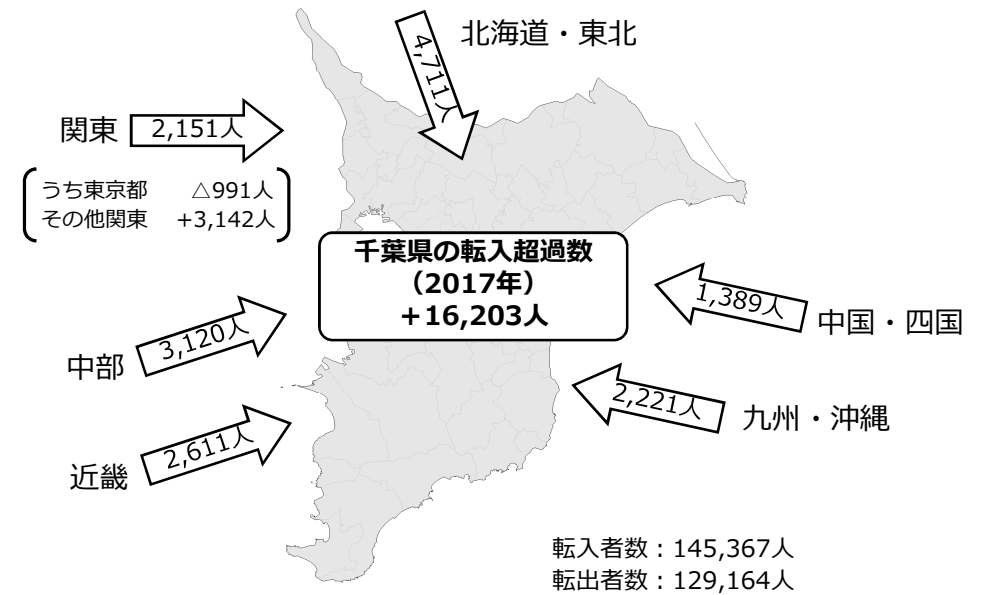 北海道・東北
4,711人
関東
2,151人
うち東京都 △991人
その他関東 +3,142人
千葉県の転入超過数
（2017年）
＋16,203人
1,389人
中国・四国
中部
3,120人
2,221人
九州・沖縄
近畿
2,611人
転入者数：145,367人
転出者数：129,164人